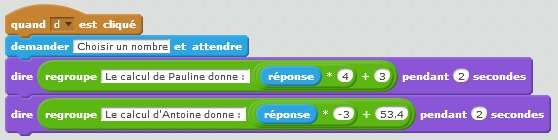 quand d est cliqué
demander Choisir un nombre et attendre
dire regroupe Le calcul de Pauline donne : réponse * 4 + 3 pendant 2 secondes
dire regroupe Le calcul d'Antoine donne : réponse * -3 + 53.4 pendant 2 secondes